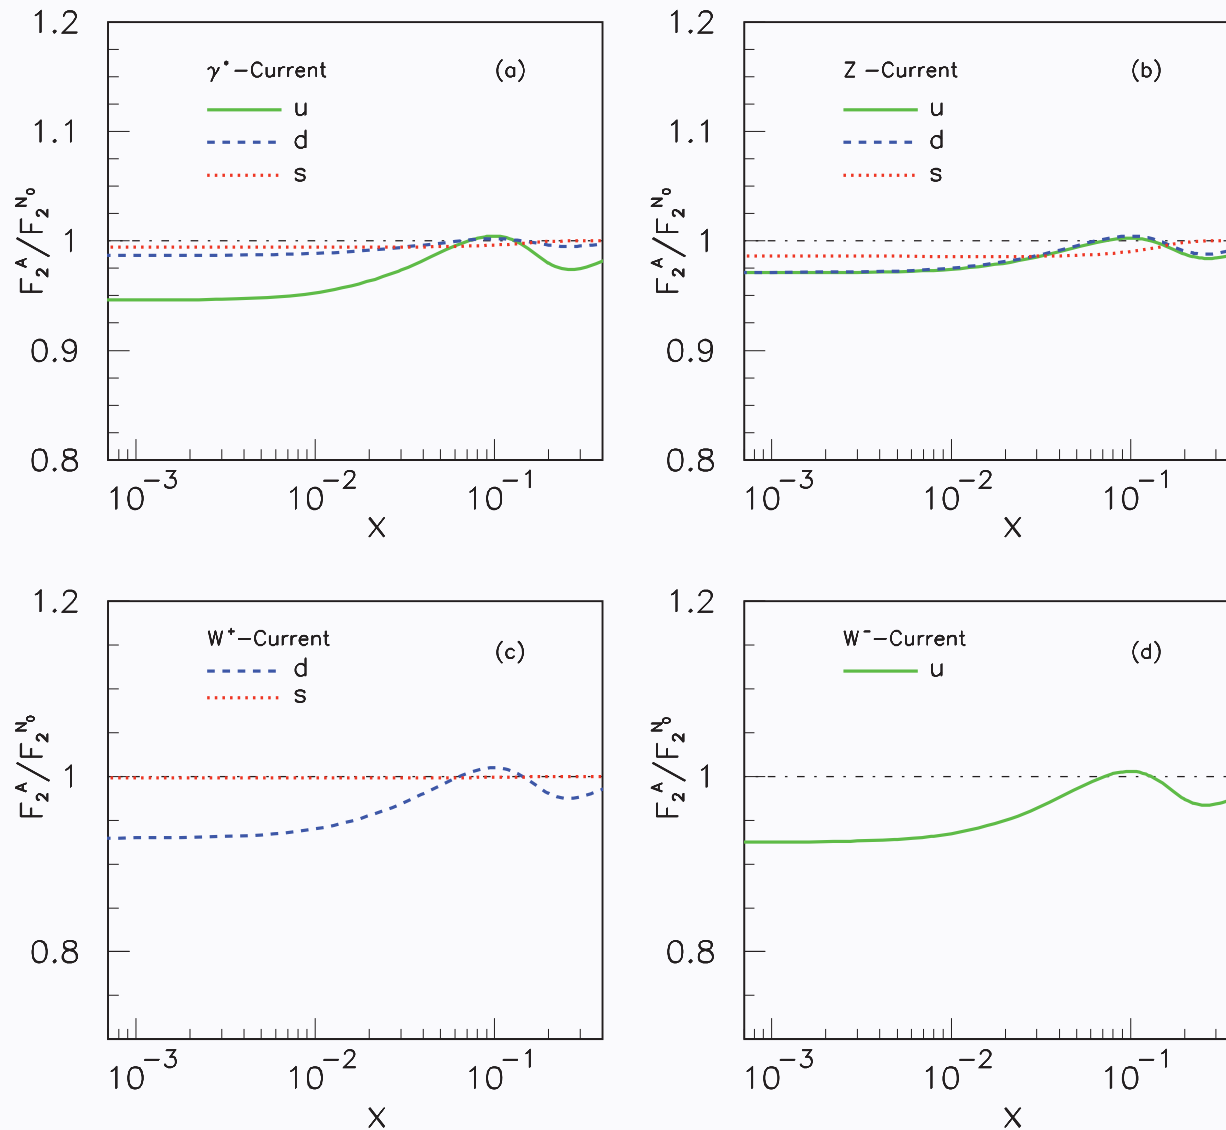 γ*-Current (a)
u
d
s
1.2
1.1
1
0.9
0.8
F₂ᴬ/F₂ᴺ⁰
10⁻³ 10⁻² 10⁻¹
X
Z -Current (b)
u
d
s
1.2
1.1
1
0.9
0.8
F₂ᴬ/F₂ᴺ⁰
10⁻³ 10⁻² 10⁻¹
X
W⁺-Current (c)
d
s
1.2
1
0.8
F₂ᴬ/F₂ᴺ⁰
10⁻³ 10⁻² 10⁻¹
X
W⁻-Current (d)
u
1.2
1
0.8
F₂ᴬ/F₂ᴺ⁰
10⁻³ 10⁻² 10⁻¹
X